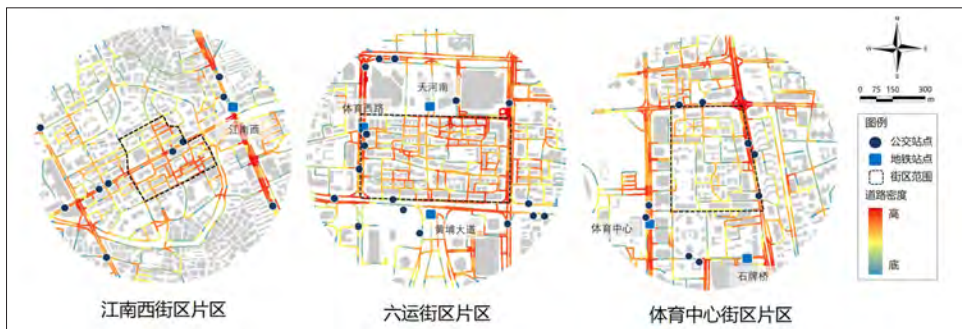 N
W
E
S
0 75 150 300
m
图例
公交站点
地铁站点
街区范围
道路密度
高
底
江南西
天河南
体育西路
黄埔大道
体育中心
石牌桥
江南西街区片区
六运街区片区
体育中心街区片区